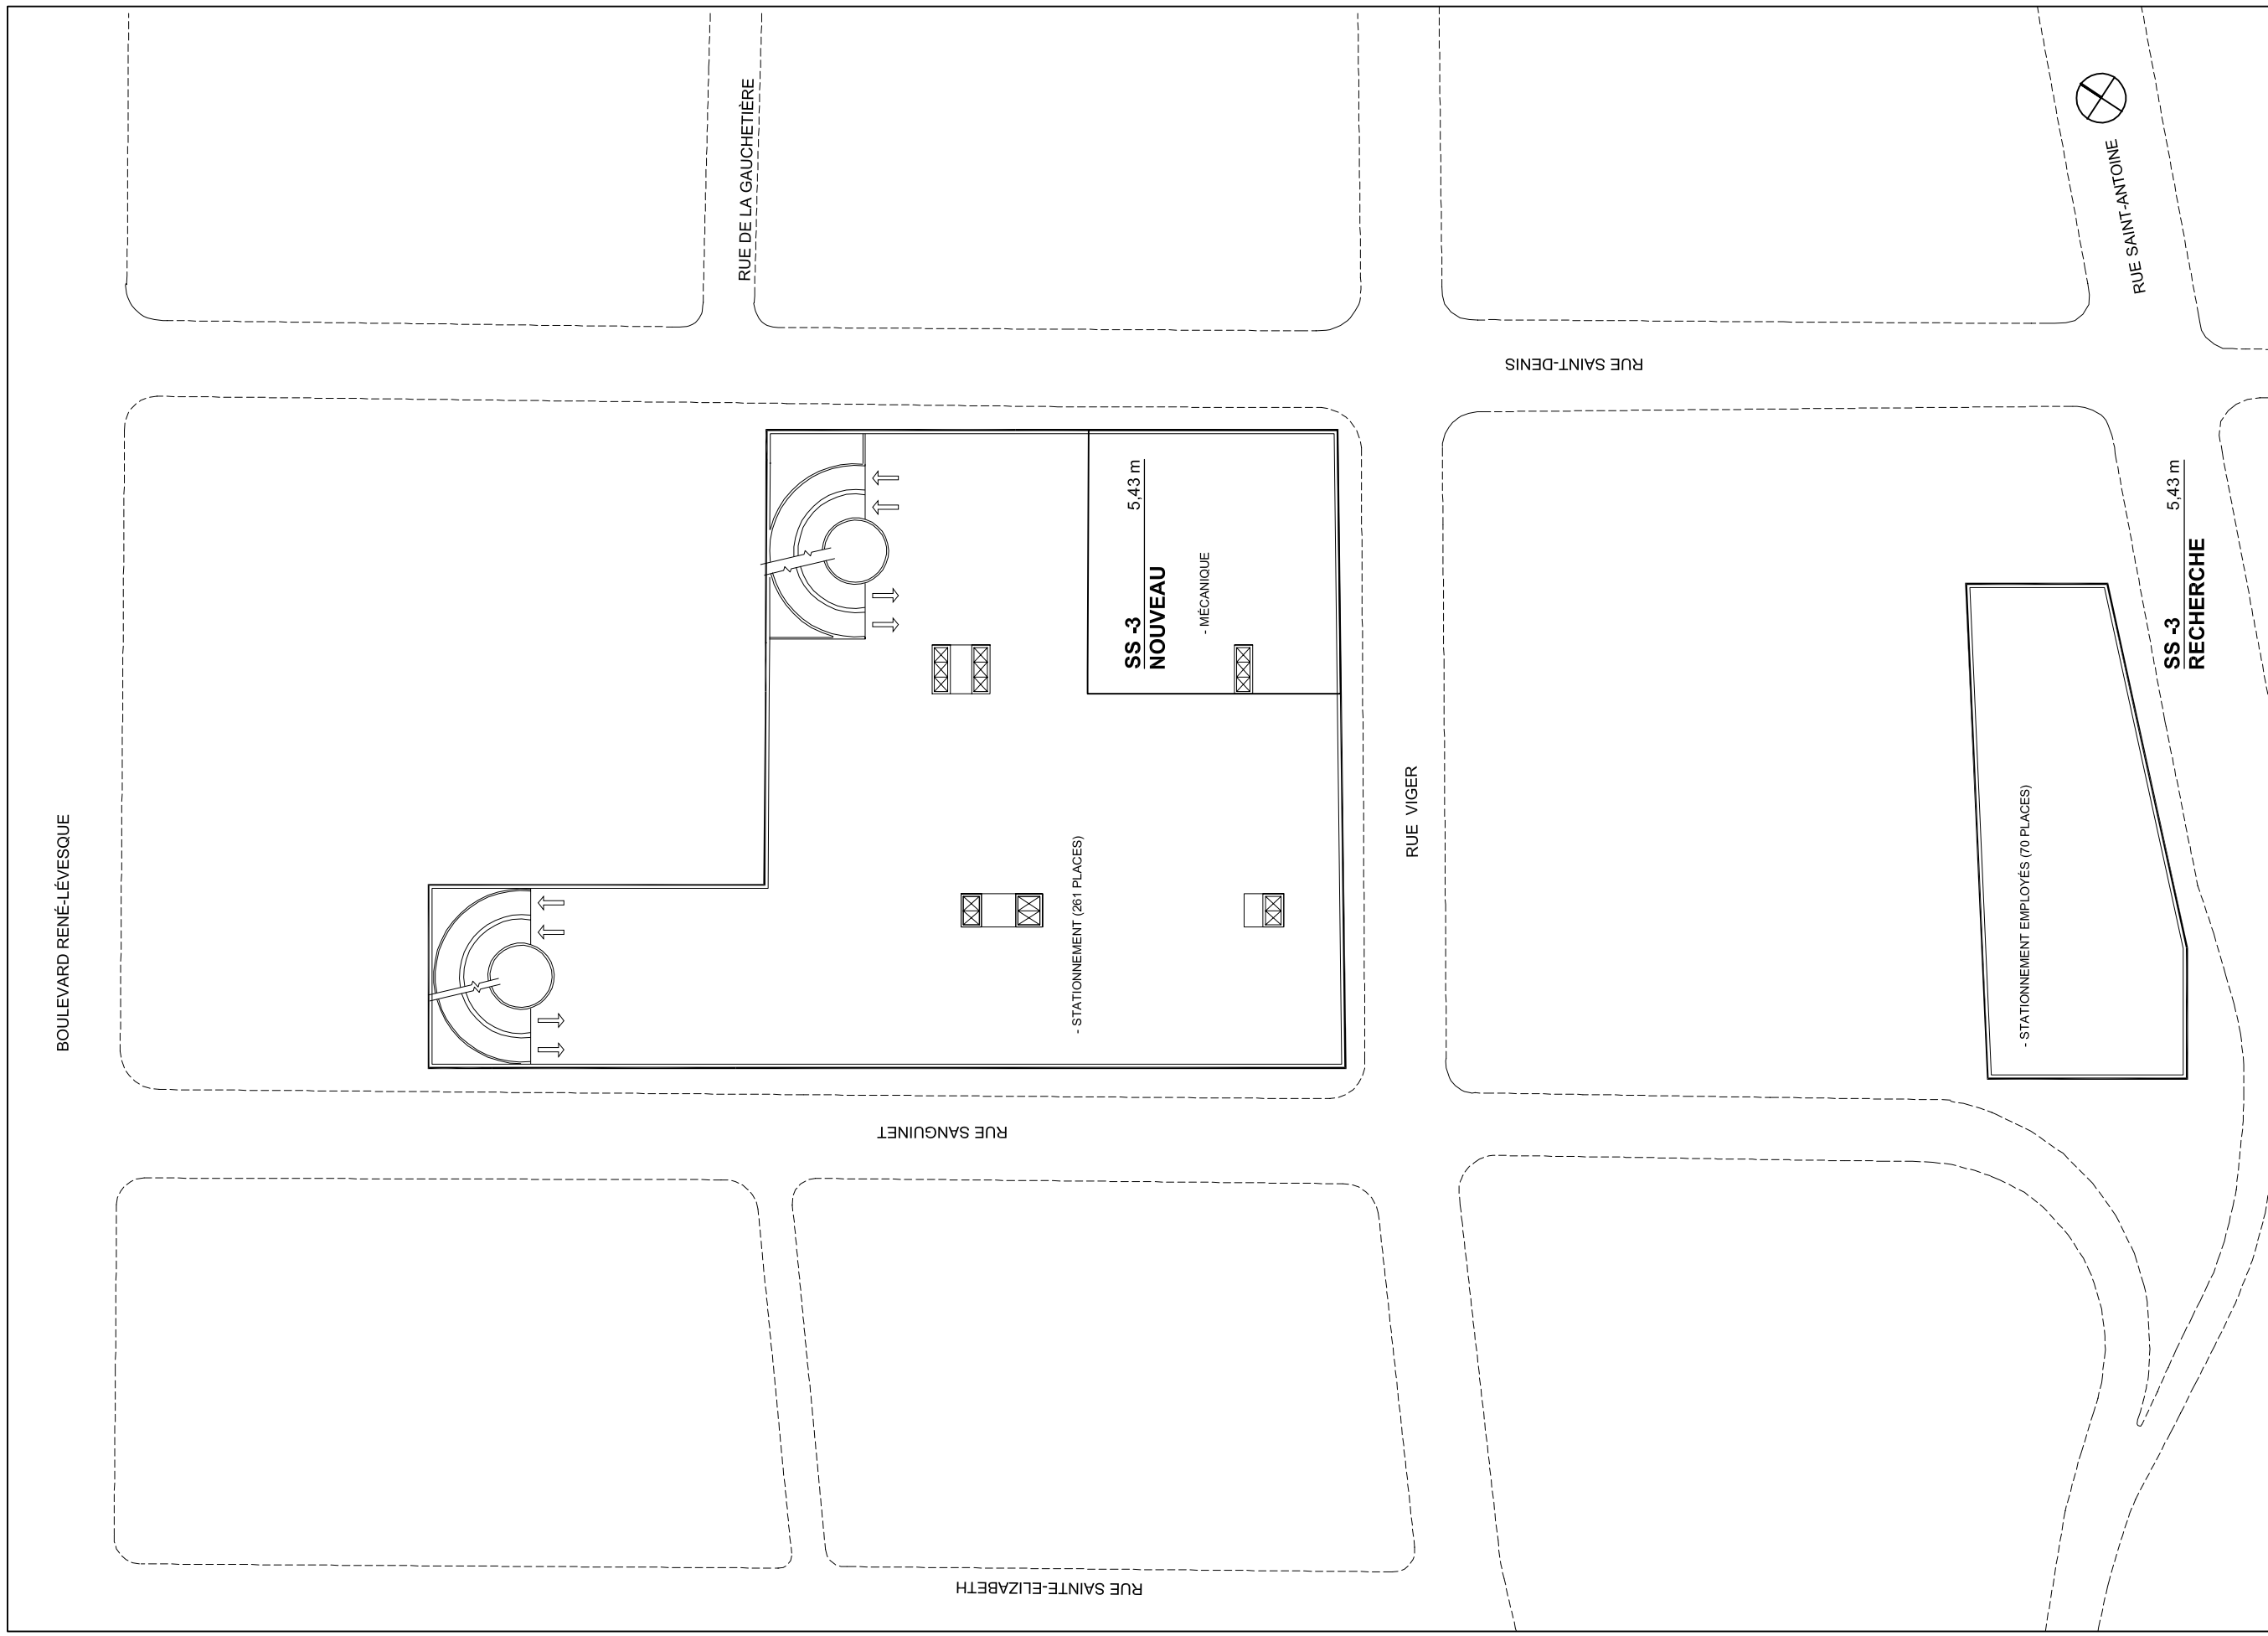 BOULEVARD RENÉ-LÉVESQUE
RUE DE LA GAUCHETIÈRE
RUE SAINT-DENIS
RUE SAINT-ANTOINE
SS -3 5,43 m
NOUVEAU
- MÉCANIQUE
- STATIONNEMENT (261 PLACES)
RUE VIGER
SS -3 5,43 m
RECHERCHE
- STATIONNEMENT EMPLOYÉS (70 PLACES)
RUE SANGUINET
RUE SAINTE-ELIZABETH